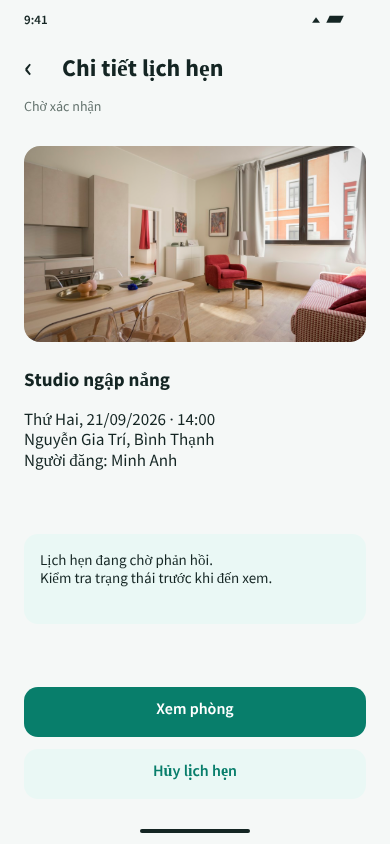 9:41
Chi tiết lịch hẹn
Chờ xác nhận
Studio ngập nắng
Thứ Hai, 21/09/2026 · 14:00
Nguyễn Gia Trí, Bình Thạnh
Người đăng: Minh Anh
Lịch hẹn đang chờ phản hồi.
Kiểm tra trạng thái trước khi đến xem.
Xem phòng
Hủy lịch hẹn